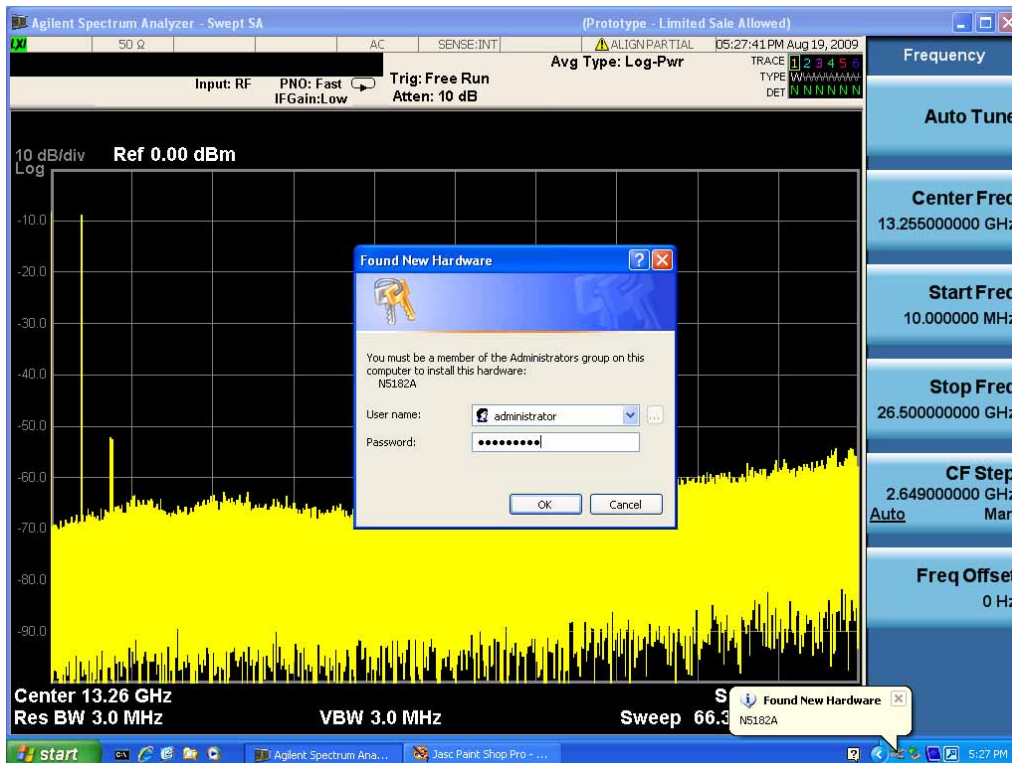 Agilent Spectrum Analyzer - Swept SA
(Prototype - Limited Sale Allowed)
LXI
50 Ω
AC
SENSE:INT
ALIGN PARTIAL
05:27:41 PM Aug 19, 2009
Input: RF
PNO: Fast
IFGain:Low
Trig: Free Run
Atten: 10 dB
Avg Type: Log-Pwr
TRACE 1 2 3 4 5 6
TYPE
DET N N N N N N
10 dB/div
Log
Ref 0.00 dBm
-10.0
-20.0
-30.0
-40.0
-50.0
-60.0
-70.0
-80.0
-90.0
Found New Hardware
You must be a member of the Administrators group on this
computer to install this hardware:
N5182A
User name:
administrator
Password:
OK
Cancel
Center 13.26 GHz
Res BW 3.0 MHz
VBW 3.0 MHz
S
Sweep 66.3
Frequency
Auto Tune
Center Freq
13.255000000 GHz
Start Freq
10.000000 MHz
Stop Freq
26.500000000 GHz
CF Step
2.649000000 GHz
Auto
Man
Freq Offset
0 Hz
Found New Hardware
N5182A
start
Agilent Spectrum Ana...
Jasc Paint Shop Pro - ...
5:27 PM